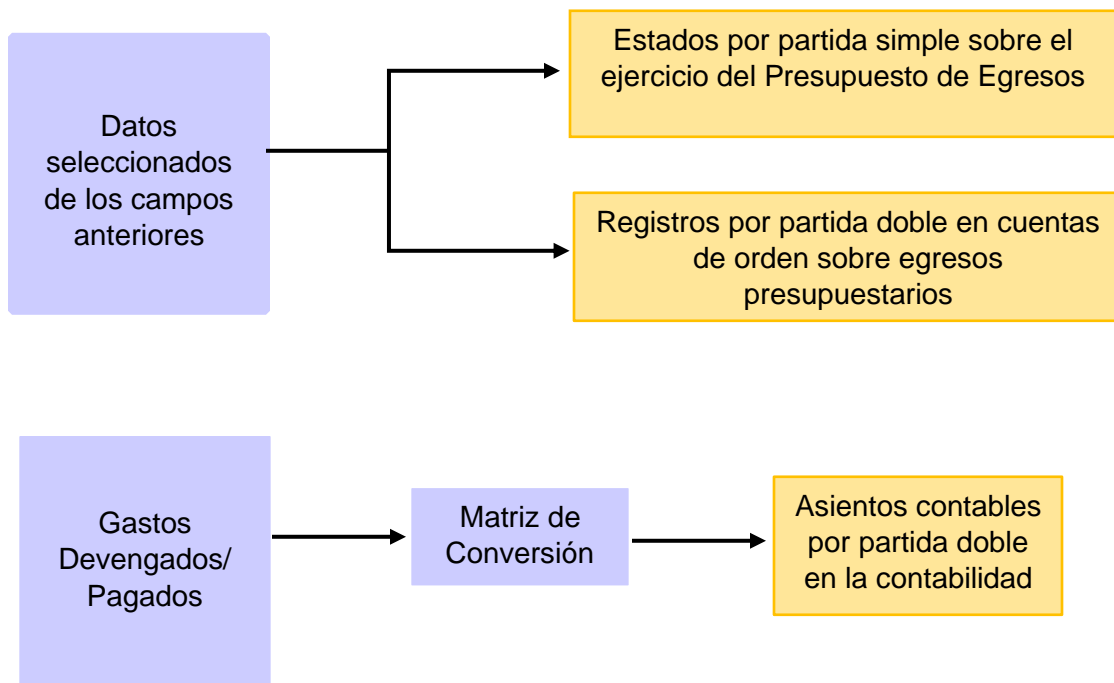 Datos
seleccionados
de los campos
anteriores
Estados por partida simple sobre el
ejercicio del Presupuesto de Egresos
Registros por partida doble en cuentas
de orden sobre egresos
presupuestarios
Gastos
Devengados/
Pagados
Matriz de
Conversión
Asientos contables
por partida doble
en la contabilidad